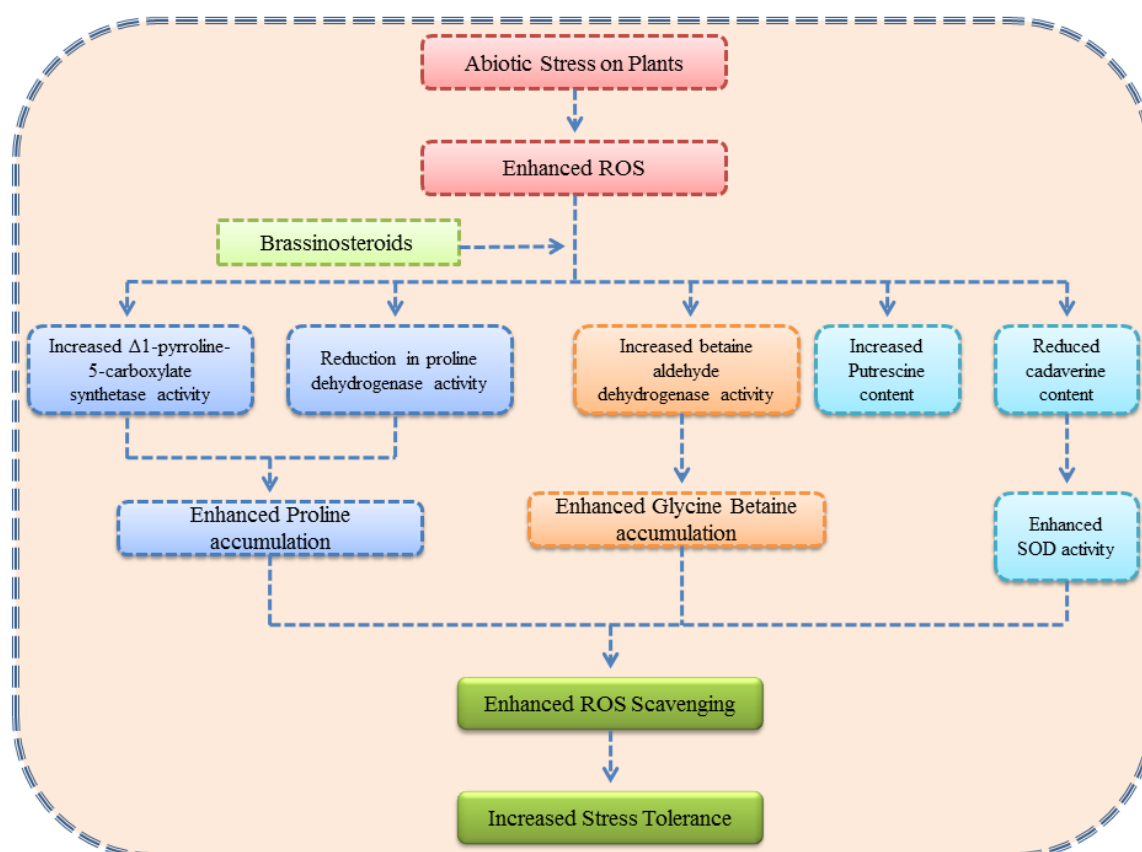 Abiotic Stress on Plants
Enhanced ROS
Brassinosteroids
Increased Δ1-pyrroline-
5-carboxylate
synthetase activity
Reduction in proline
dehydrogenase activity
Increased betaine
aldehyde
dehydrogenase activity
Increased
Putrescine
content
Reduced
cadaverine
content
Enhanced Proline
accumulation
Enhanced Glycine Betaine
accumulation
Enhanced
SOD activity
Enhanced ROS Scavenging
Increased Stress Tolerance